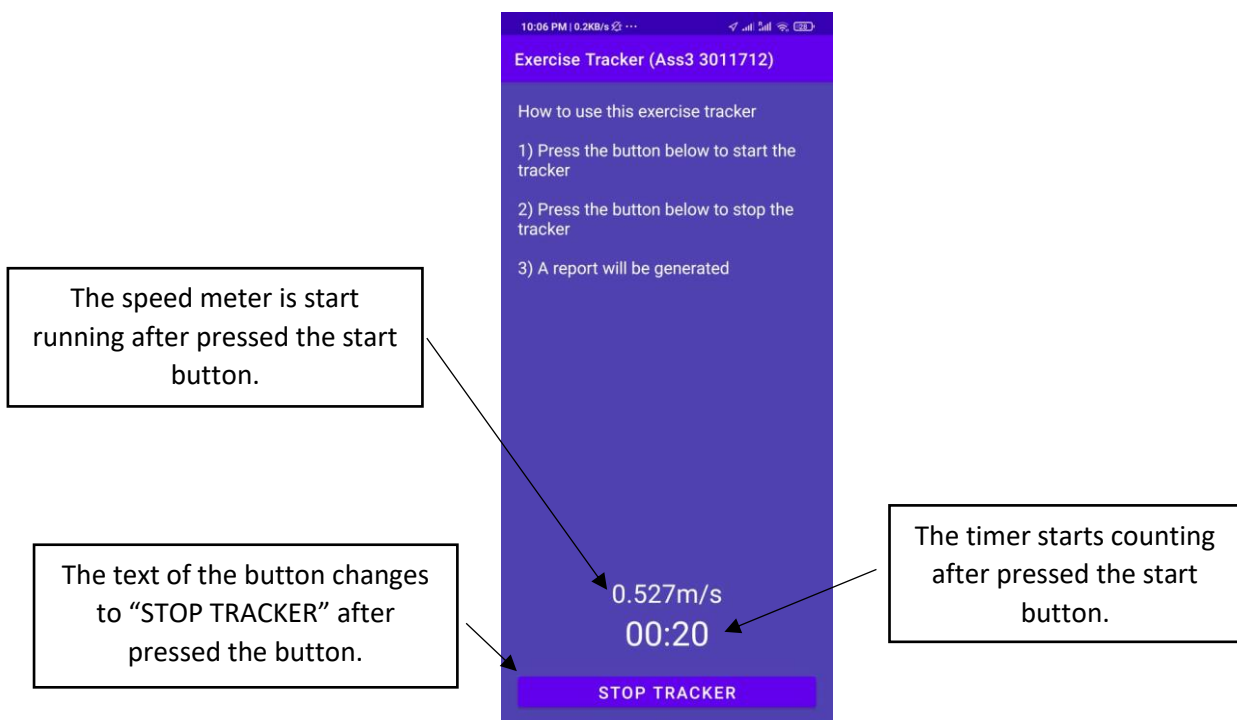 10:06 PM | 0.2KB/s ···
28
Exercise Tracker (Ass3 3011712)
How to use this exercise tracker
1) Press the button below to start the
tracker
2) Press the button below to stop the
tracker
3) A report will be generated
The speed meter is start
running after pressed the start
button.
The timer starts counting
after pressed the start
button.
The text of the button changes
to “STOP TRACKER” after
pressed the button.
0.527m/s
00:20
STOP TRACKER